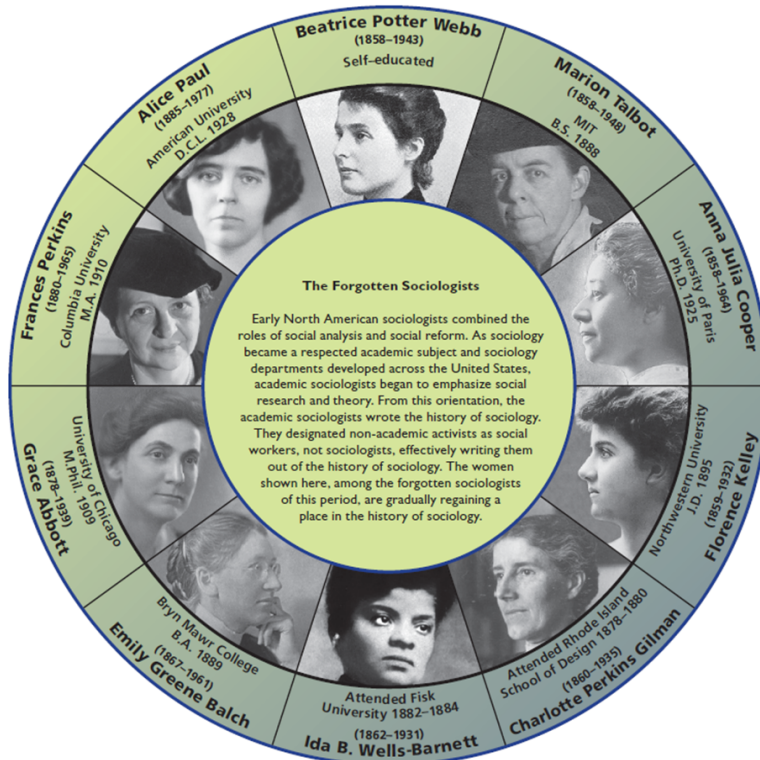 Beatrice Potter Webb
(1858–1943)
Self-educated
Marion Talbot
(1858–1948)
MIT
B.S. 1888
Anna Julia Cooper
(1858–1964)
University of Paris
Ph.D. 1925
Florence Kelley
(1859–1932)
Northwestern University
J.D. 1895
Charlotte Perkins Gilman
(1860–1935)
Attended Rhode Island
School of Design 1878–1880
Attended Fisk
University 1882–1884
(1862–1931)
Ida B. Wells-Barnett
Bryn Mawr College
B.A. 1889
(1867–1961)
Emily Greene Balch
University of Chicago
M.Phil. 1909
(1878–1939)
Grace Abbott
Frances Perkins
(1880–1965)
Columbia University
M.A. 1910
Alice Paul
(1885–1977)
American University
D.C.L. 1928
The Forgotten Sociologists
Early North American sociologists combined the
roles of social analysis and social reform. As sociology
became a respected academic subject and sociology
departments developed across the United States,
academic sociologists began to emphasize social
research and theory. From this orientation, the
academic sociologists wrote the history of sociology.
They designated non-academic activists as social
workers, not sociologists, effectively writing them
out of the history of sociology. The women
shown here, among the forgotten sociologists
of this period, are gradually regaining a
place in the history of sociology.